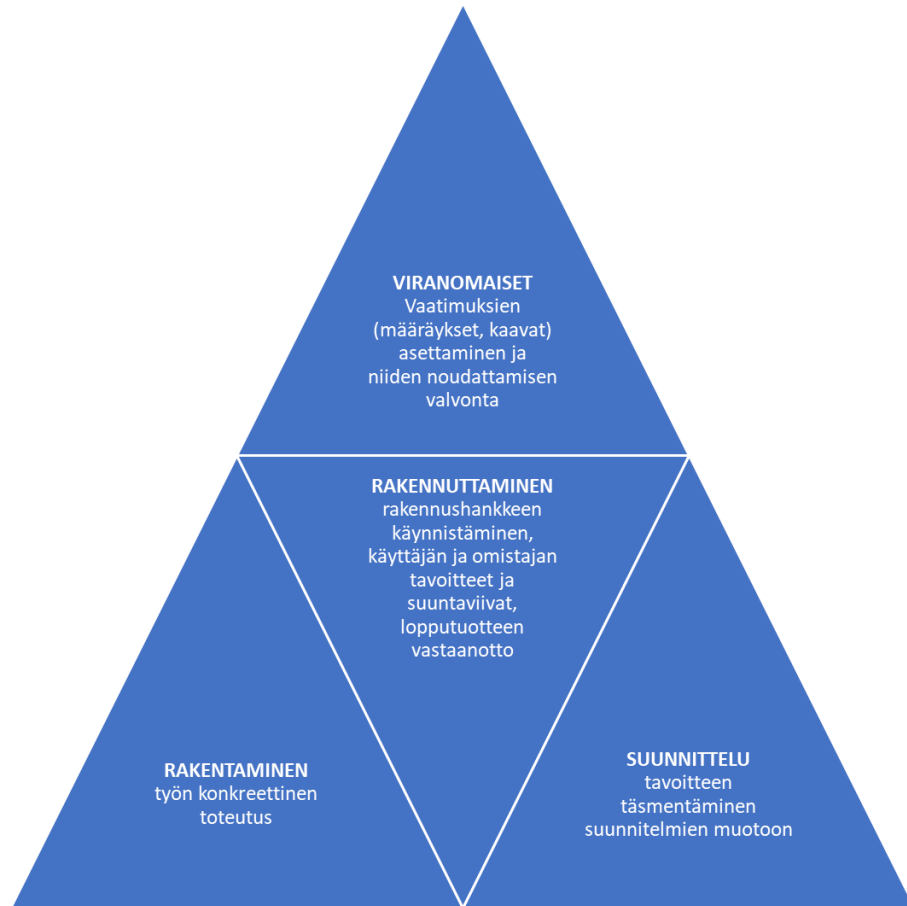 VIRANOMAISET
Vaatimuksien
(määräykset, kaavat)
asettaminen ja
niiden noudattamisen
valvonta
RAKENNUTTAMINEN
rakennushankkeen
käynnistäminen,
käyttäjän ja omistajan
tavoitteet ja
suuntaviivat,
lopputuotteen
vastaanotto
RAKENTAMINEN
työn konkreettinen
toteutus
SUUNNITTELU
tavoitteen
täsmentäminen
suunnitelmien muotoon